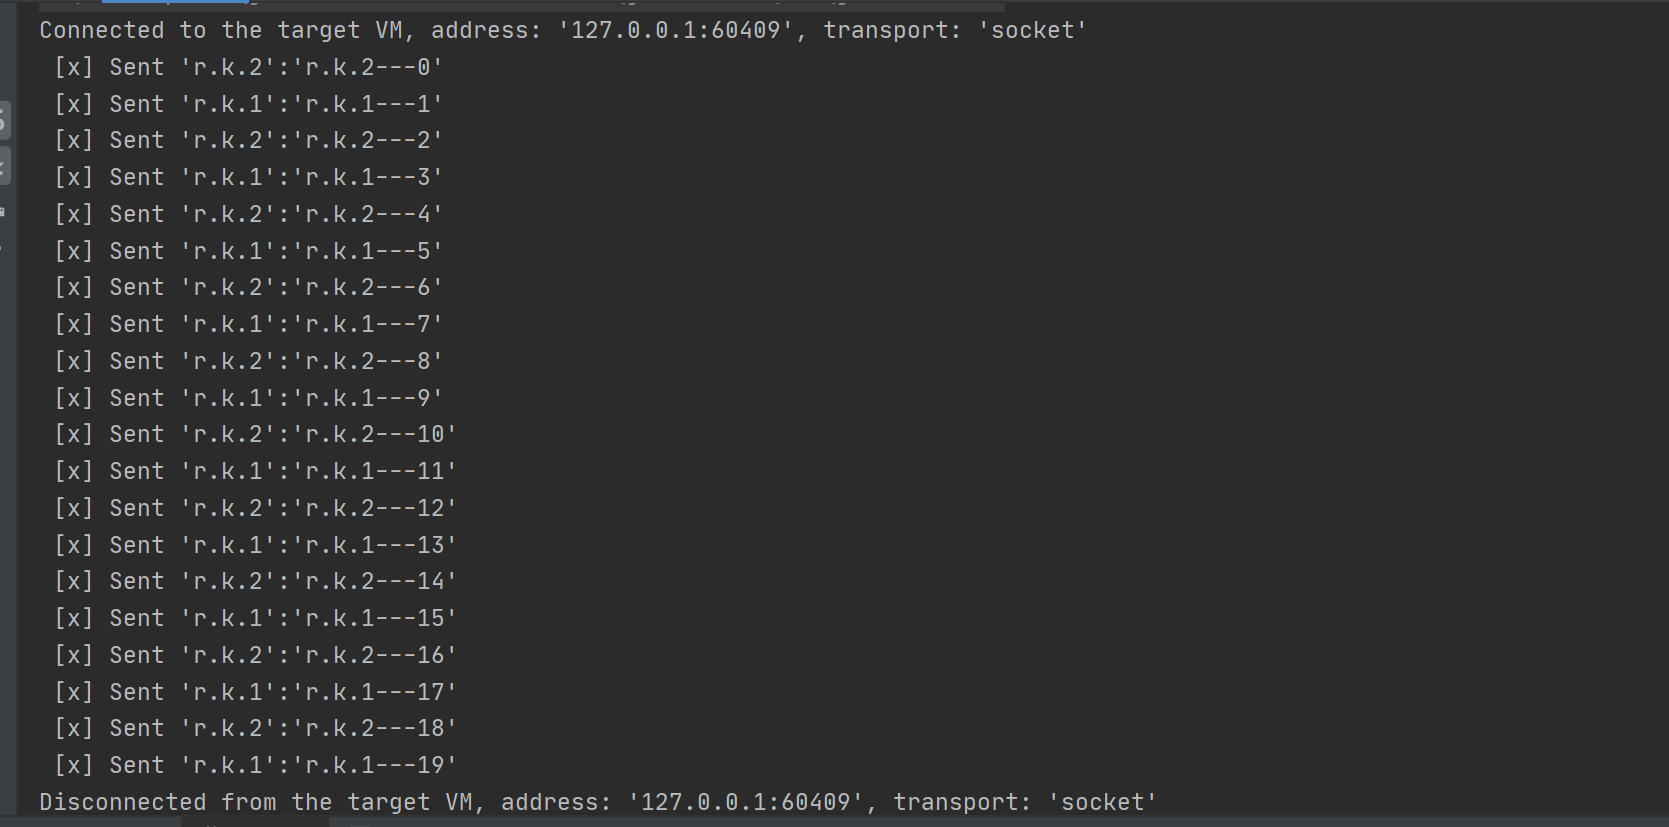 Connected to the target VM, address: '127.0.0.1:60409', transport: 'socket'
[x] Sent 'r.k.2':'r.k.2---0'
[x] Sent 'r.k.1':'r.k.1---1'
[x] Sent 'r.k.2':'r.k.2---2'
[x] Sent 'r.k.1':'r.k.1---3'
[x] Sent 'r.k.2':'r.k.2---4'
[x] Sent 'r.k.1':'r.k.1---5'
[x] Sent 'r.k.2':'r.k.2---6'
[x] Sent 'r.k.1':'r.k.1---7'
[x] Sent 'r.k.2':'r.k.2---8'
[x] Sent 'r.k.1':'r.k.1---9'
[x] Sent 'r.k.2':'r.k.2---10'
[x] Sent 'r.k.1':'r.k.1---11'
[x] Sent 'r.k.2':'r.k.2---12'
[x] Sent 'r.k.1':'r.k.1---13'
[x] Sent 'r.k.2':'r.k.2---14'
[x] Sent 'r.k.1':'r.k.1---15'
[x] Sent 'r.k.2':'r.k.2---16'
[x] Sent 'r.k.1':'r.k.1---17'
[x] Sent 'r.k.2':'r.k.2---18'
[x] Sent 'r.k.1':'r.k.1---19'
Disconnected from the target VM, address: '127.0.0.1:60409', transport: 'socket'